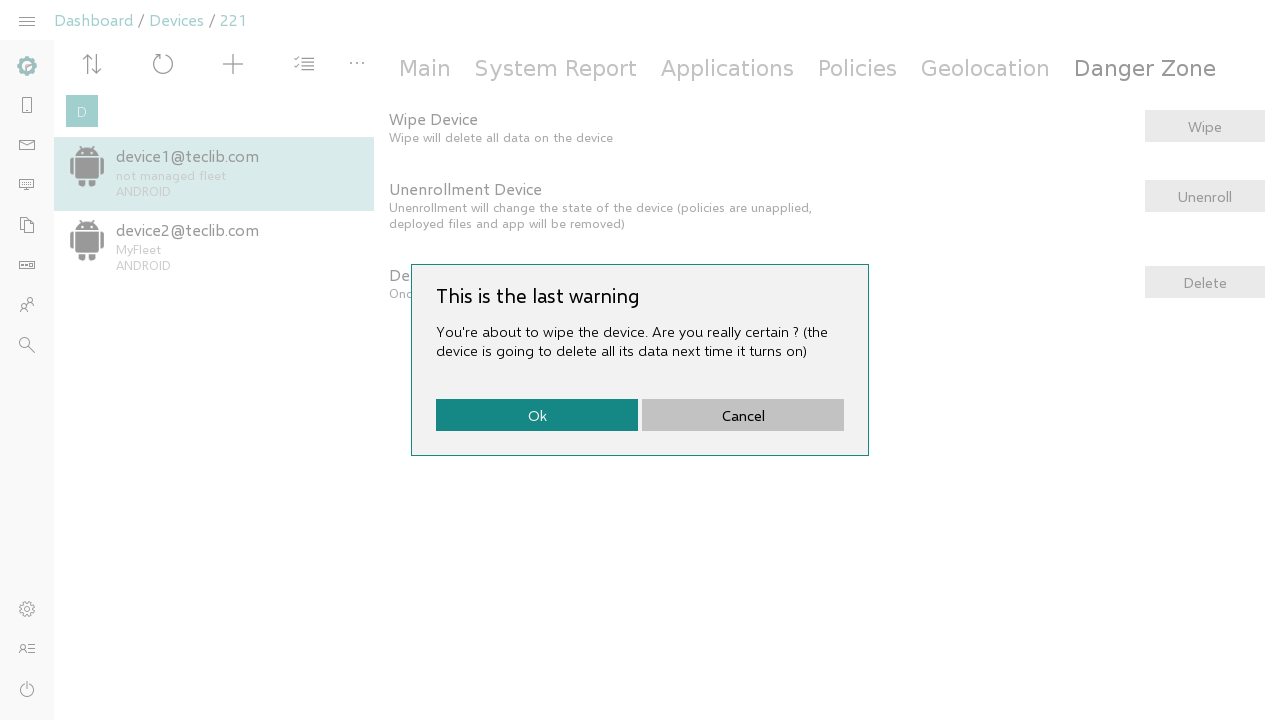 Dashboard / Devices / 221
Main System Report Applications Policies Geolocation Danger Zone
D
device1@teclib.com
not managed fleet
ANDROID
device2@teclib.com
MyFleet
ANDROID
Wipe Device
Wipe will delete all data on the device
Wipe
Unenrollment Device
Unenrollment will change the state of the device (policies are unapplied,
deployed files and app will be removed)
Unenroll
Delete
This is the last warning
You're about to wipe the device. Are you really certain ? (the
device is going to delete all its data next time it turns on)
Ok
Cancel